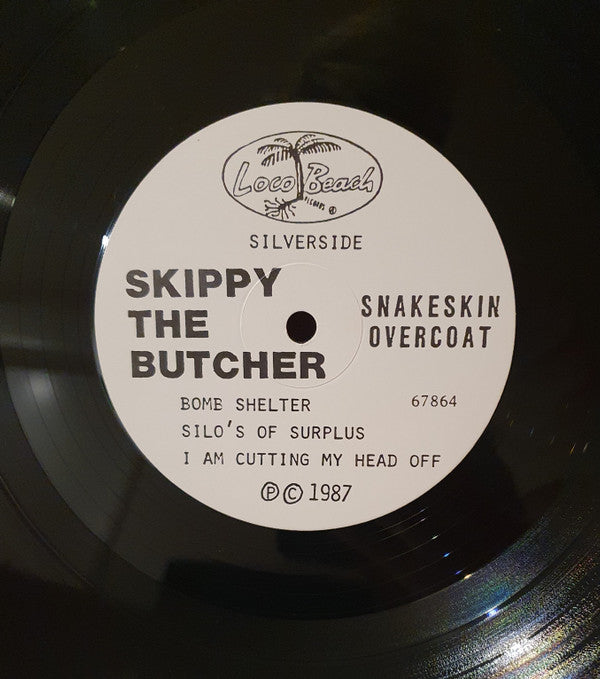 Loco Beach
RECORDS
SILVERSIDE
SKIPPY
THE
BUTCHER
SNAKESKIN
OVERCOAT
BOMB SHELTER
67864
SILO'S OF SURPLUS
I AM CUTTING MY HEAD OFF
Ⓟ © 1987